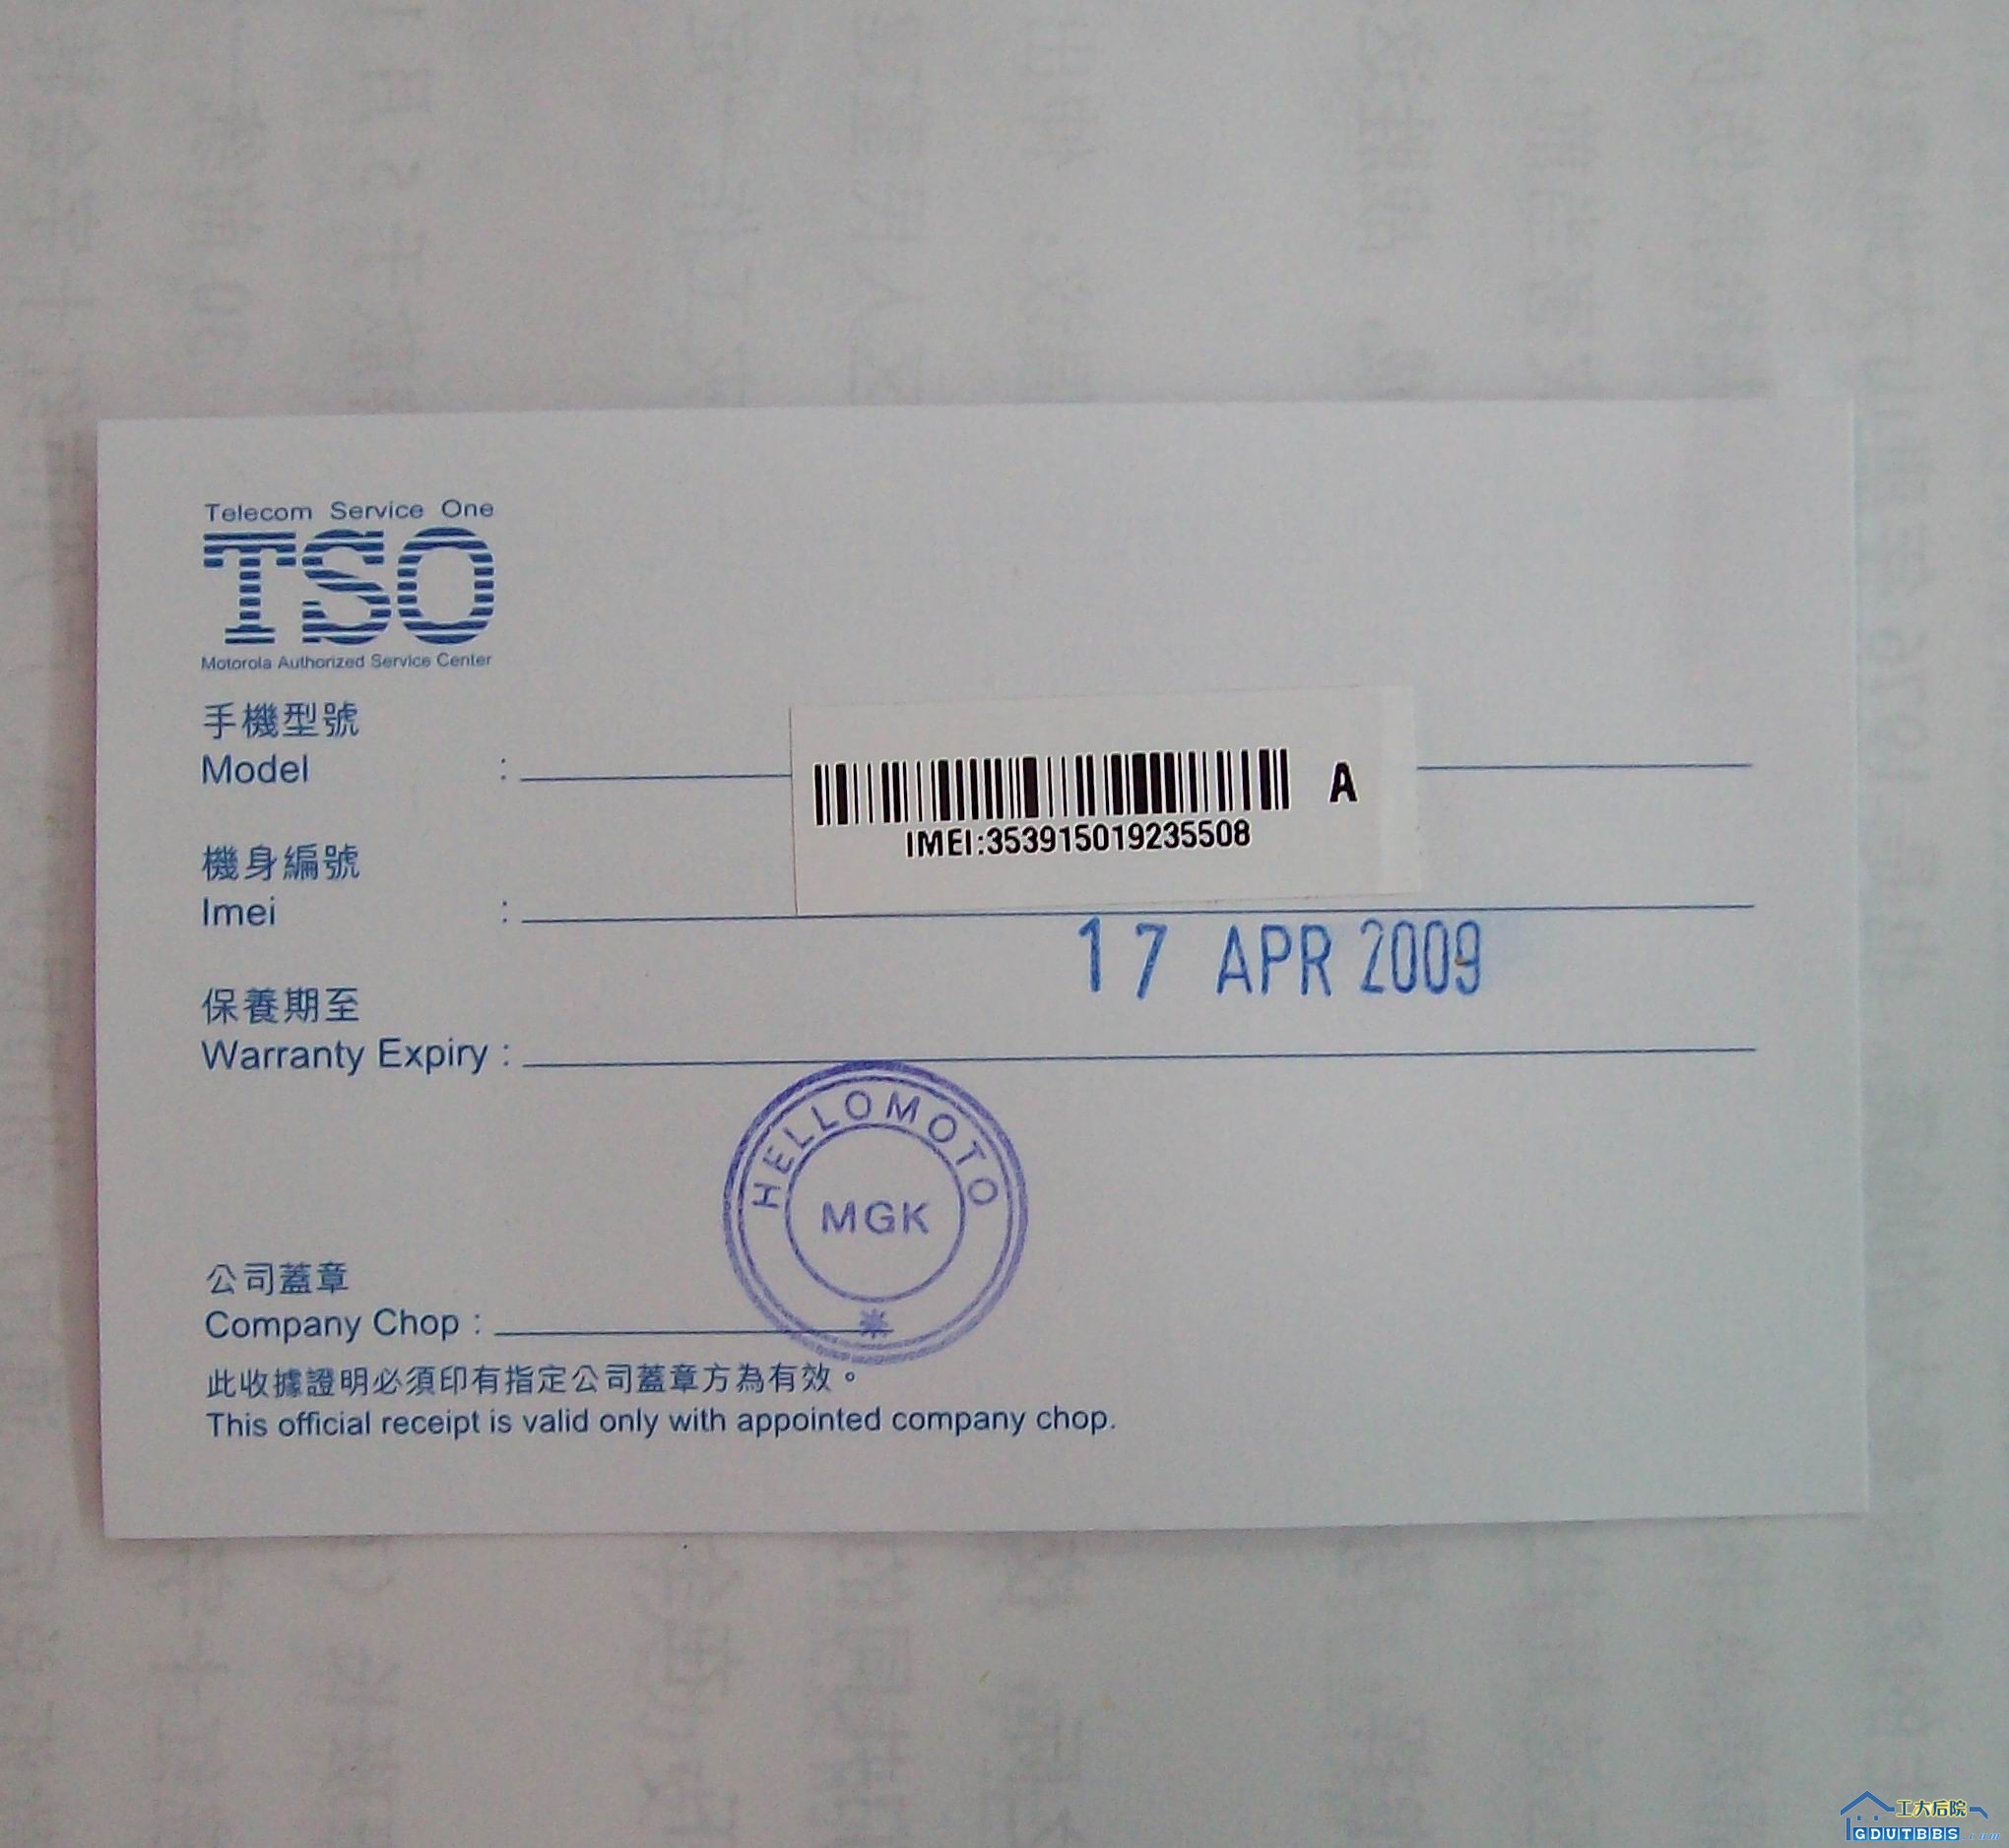 Telecom Service One
TSO
Motorola Authorized Service Center
手機型號
Model :
A
IMEI:353915019235508
機身編號
Imei :
17 APR 2009
保養期至
Warranty Expiry :
HELLOMOTO
MGK
公司蓋章
Company Chop :
此收據證明必須印有指定公司蓋章方為有效。
This official receipt is valid only with appointed company chop.
工大后院
GDUTBBS.com